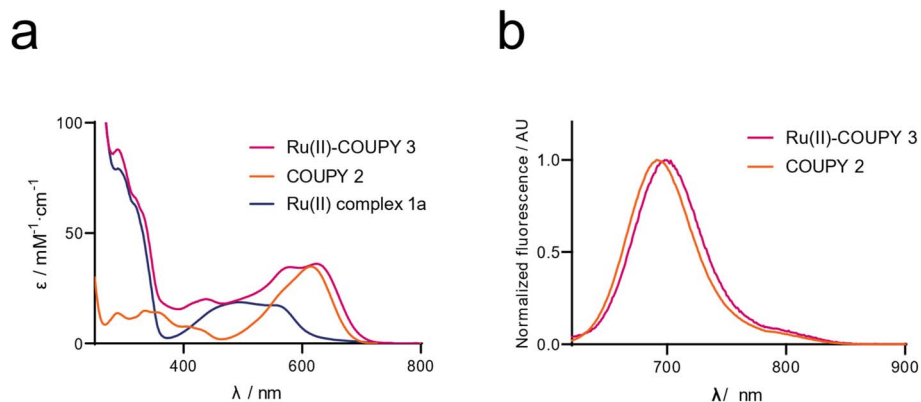 a
b
100
50
0
ε / mM⁻¹·cm⁻¹
Ru(II)-COUPY 3
COUPY 2
Ru(II) complex 1a
400
600
800
λ / nm
Normalized fluorescence / AU
1.0
0.5
0.0
Ru(II)-COUPY 3
COUPY 2
700
800
900
λ/ nm